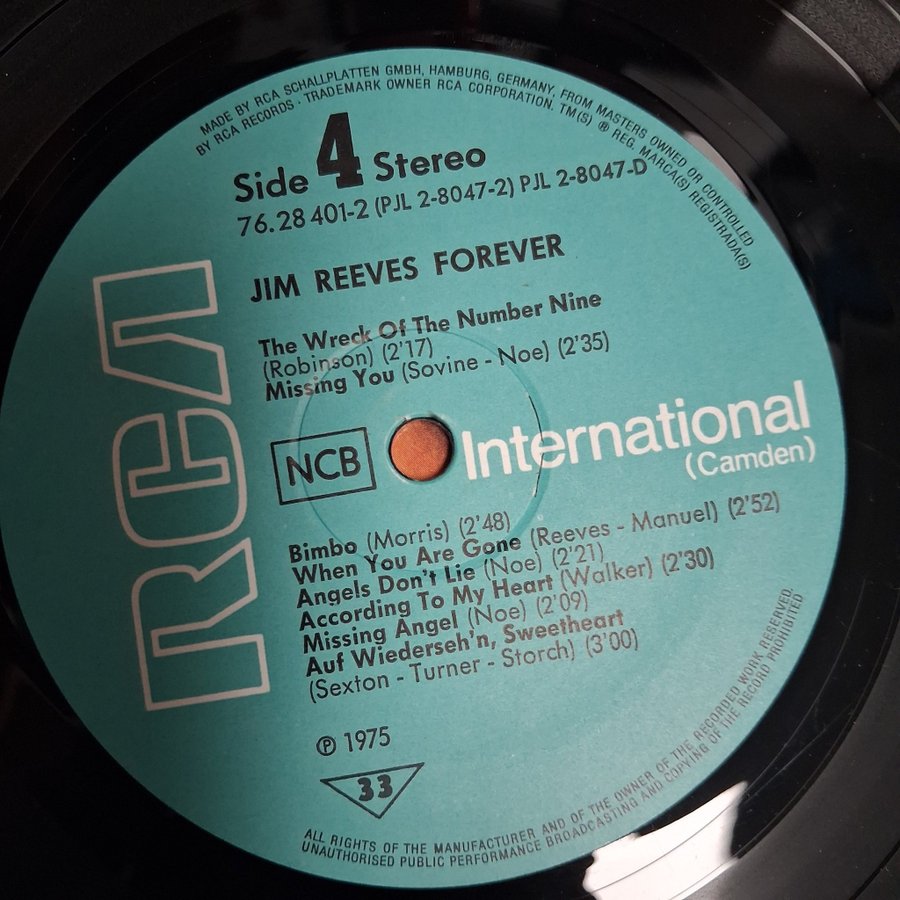 MADE BY RCA SCHALLPLATTEN GMBH, HAMBURG, GERMANY, FROM MASTERS OWNED OR CONTROLLED
BY RCA RECORDS · TRADEMARK OWNER RCA CORPORATION. TM(S) ® REG. MARCA(S) REGISTRADA(S)
Side 4 Stereo
76.28 401-2 (PJL 2-8047-2) PJL 2-8047-D
JIM REEVES FOREVER
RCA
The Wreck Of The Number Nine
(Robinson) (2'17)
Missing You (Sovine - Noe) (2'35)
NCB
International
(Camden)
Bimbo (Morris) (2'48)
When You Are Gone (Reeves - Manuel) (2'52)
Angels Don't Lie (Noe) (2'21)
According To My Heart (Walker) (2'30)
Missing Angel (Noe) (2'09)
Auf Wiederseh'n, Sweetheart
(Sexton - Turner - Storch) (3'00)
℗ 1975
33
ALL RIGHTS OF THE MANUFACTURER AND OF THE OWNER OF THE RECORDED WORK RESERVED.
UNAUTHORISED PUBLIC PERFORMANCE BROADCASTING AND COPYING OF THE RECORD PROHIBITED